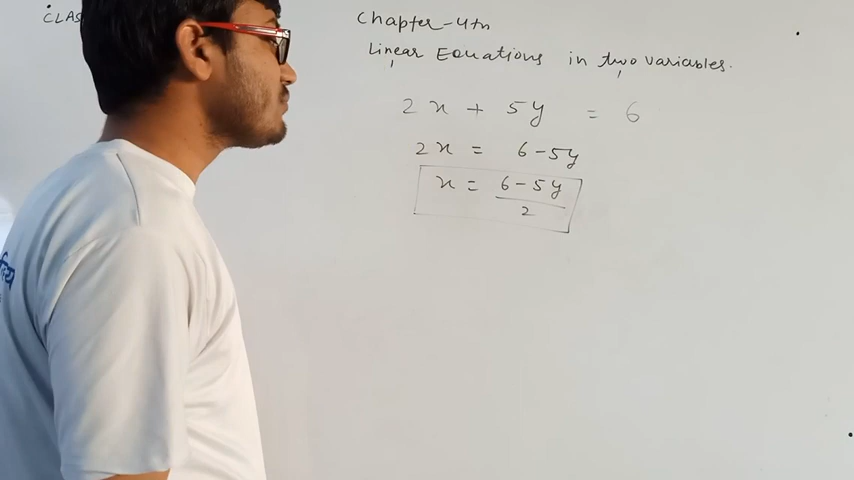 CLAS
Chapter-4th
Linear Equations in two variables.
2x + 5y = 6
2x = 6-5y
x = 6-5y
2